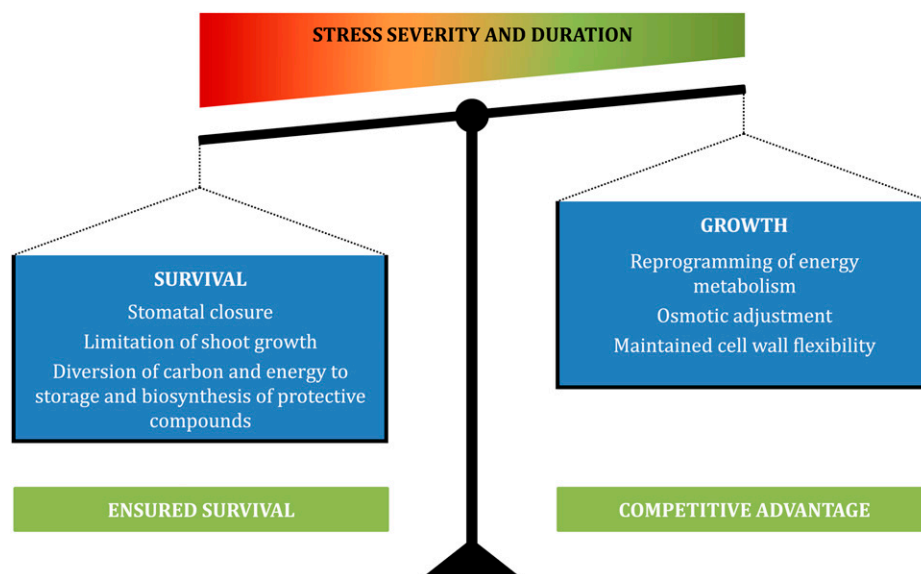 STRESS SEVERITY AND DURATION
SURVIVAL
Stomatal closure
Limitation of shoot growth
Diversion of carbon and energy to
storage and biosynthesis of protective
compounds
GROWTH
Reprogramming of energy
metabolism
Osmotic adjustment
Maintained cell wall flexibility
ENSURED SURVIVAL
COMPETITIVE ADVANTAGE